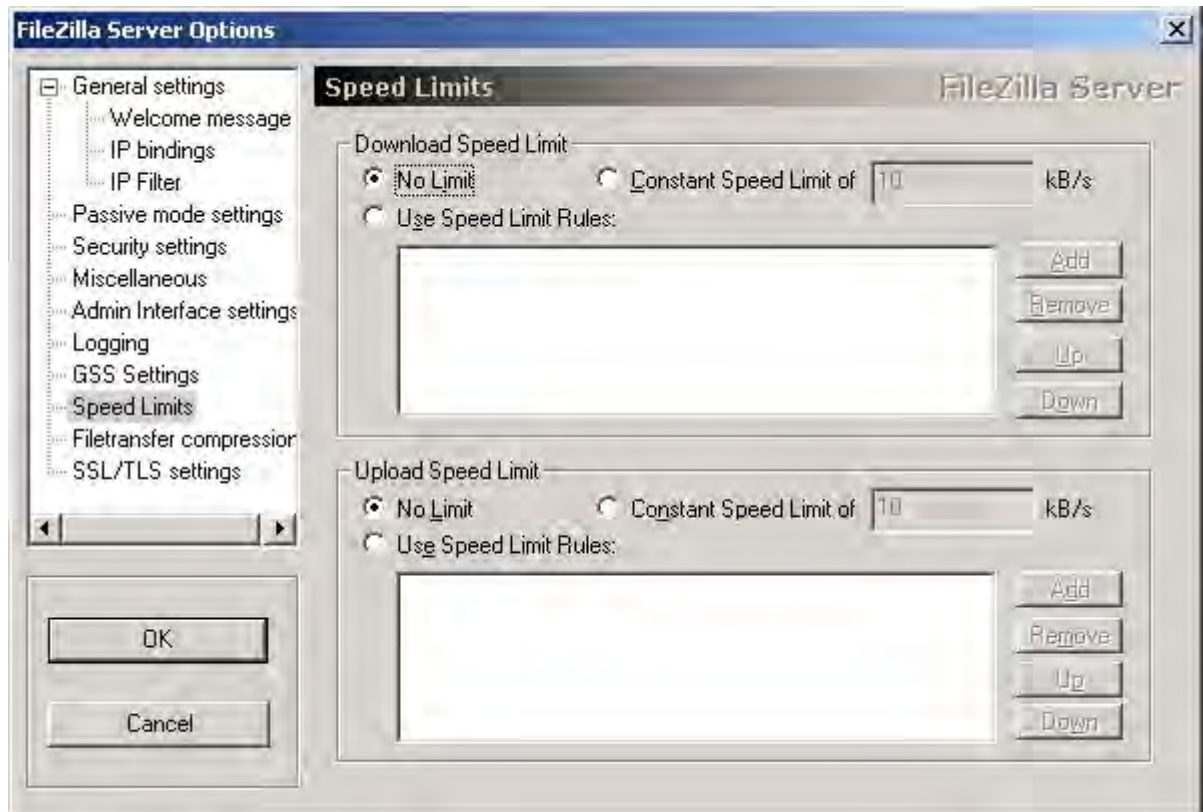 FileZilla Server Options
General settings
Welcome message
IP bindings
IP Filter
Passive mode settings
Security settings
Miscellaneous
Admin Interface settings
Logging
GSS Settings
Speed Limits
Filetransfer compression
SSL/TLS settings
OK
Cancel
Speed Limits FileZilla Server
Download Speed Limit
No Limit Constant Speed Limit of 10 kB/s
Use Speed Limit Rules:
Add
Remove
Up
Down
Upload Speed Limit
No Limit Constant Speed Limit of 10 kB/s
Use Speed Limit Rules:
Add
Remove
Up
Down